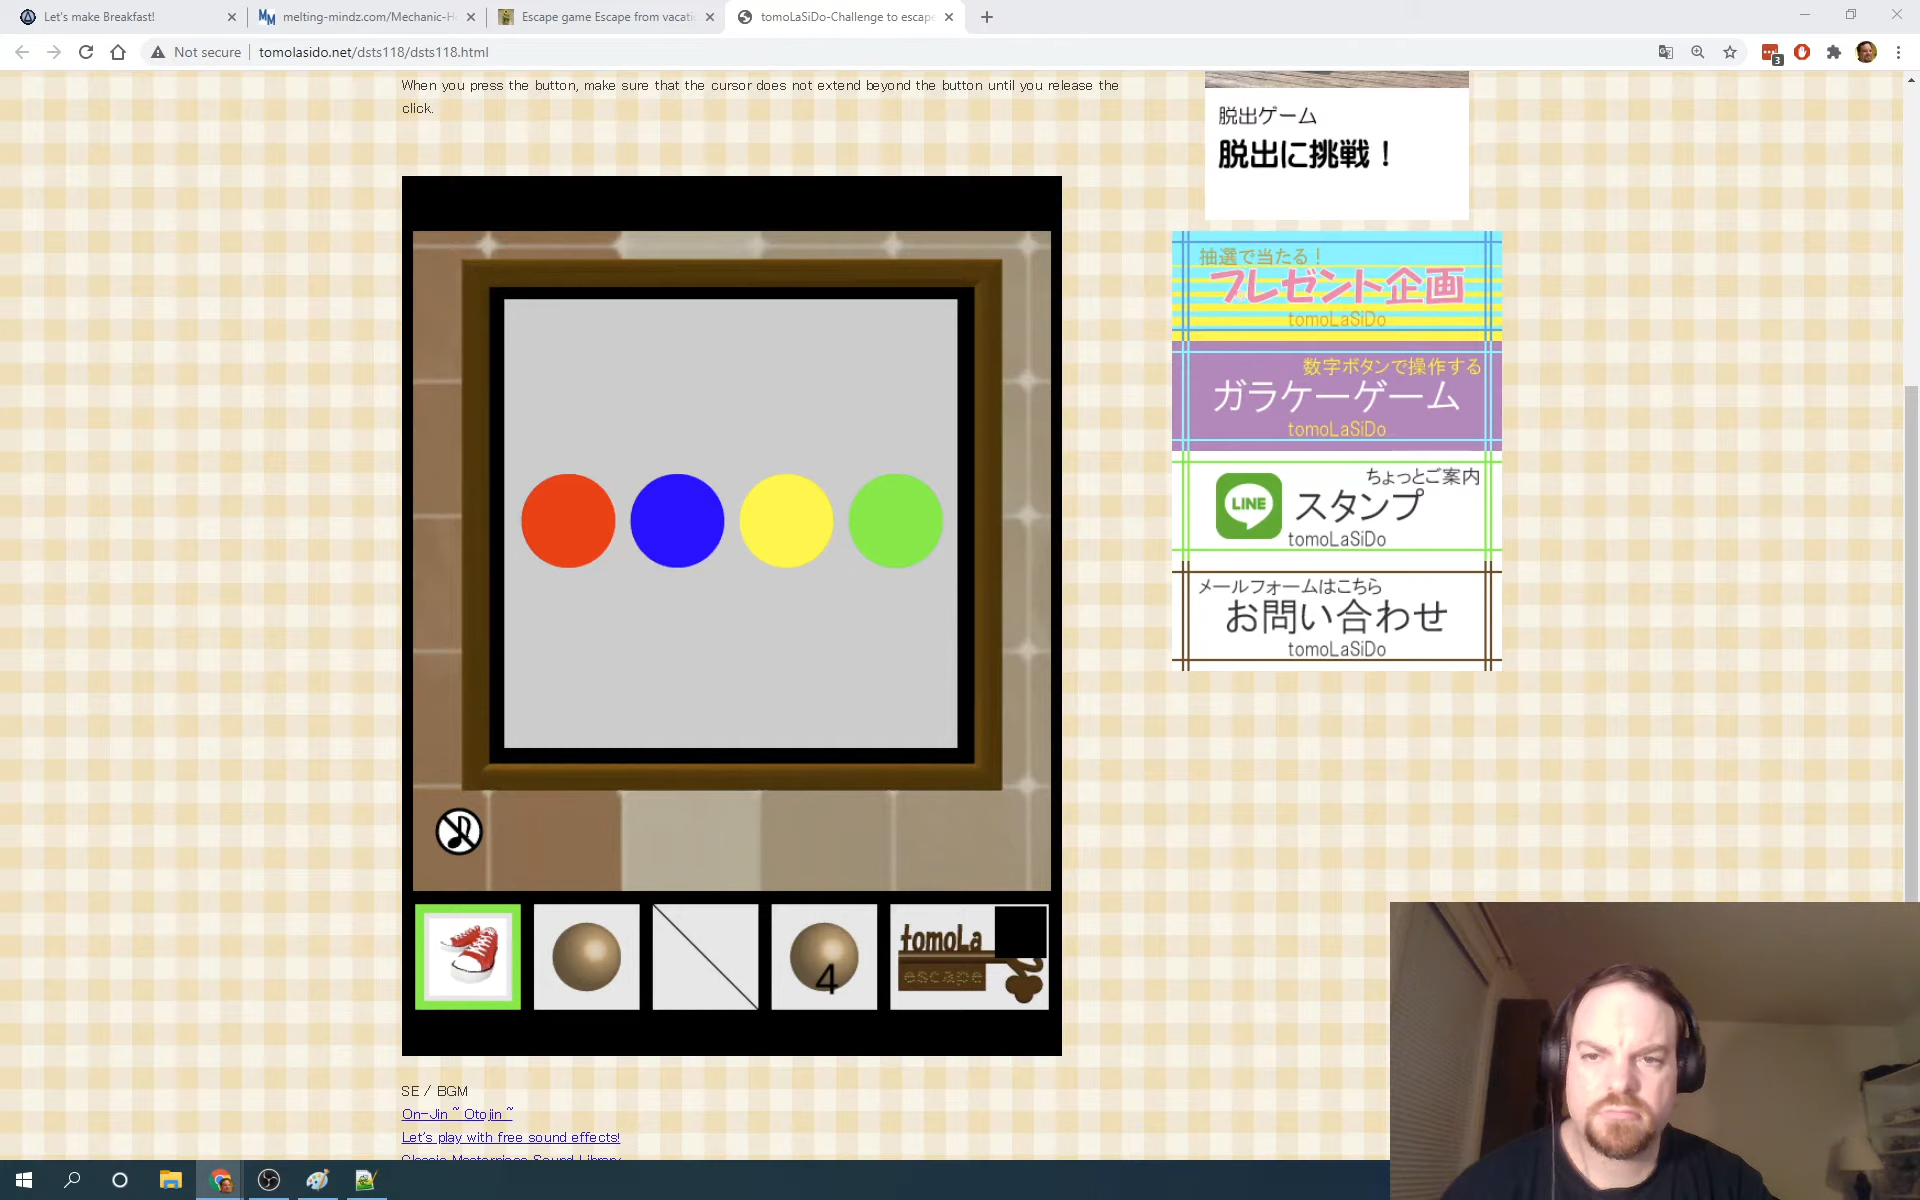 Let's make Breakfast!
melting-mindz.com/Mechanic-H
Escape game Escape from vacati
tomoLaSiDo-Challenge to escape
Not secure
tomolasido.net/dsts118/dsts118.html
3
When you press the button, make sure that the cursor does not extend beyond the button until you release the
click.
脱出ゲーム
脱出に挑戦！
抽選で当たる！
プレゼント企画
tomoLaSiDo
数字ボタンで操作する
ガラケーゲーム
tomoLaSiDo
ちょっとご案内
LINE
スタンプ
tomoLaSiDo
メールフォームはこちら
お問い合わせ
tomoLaSiDo
4
tomoLa
escape
SE / BGM
On-Jin ~ Otojin ~
Let's play with free sound effects!
Classic Masterpiece Sound Library